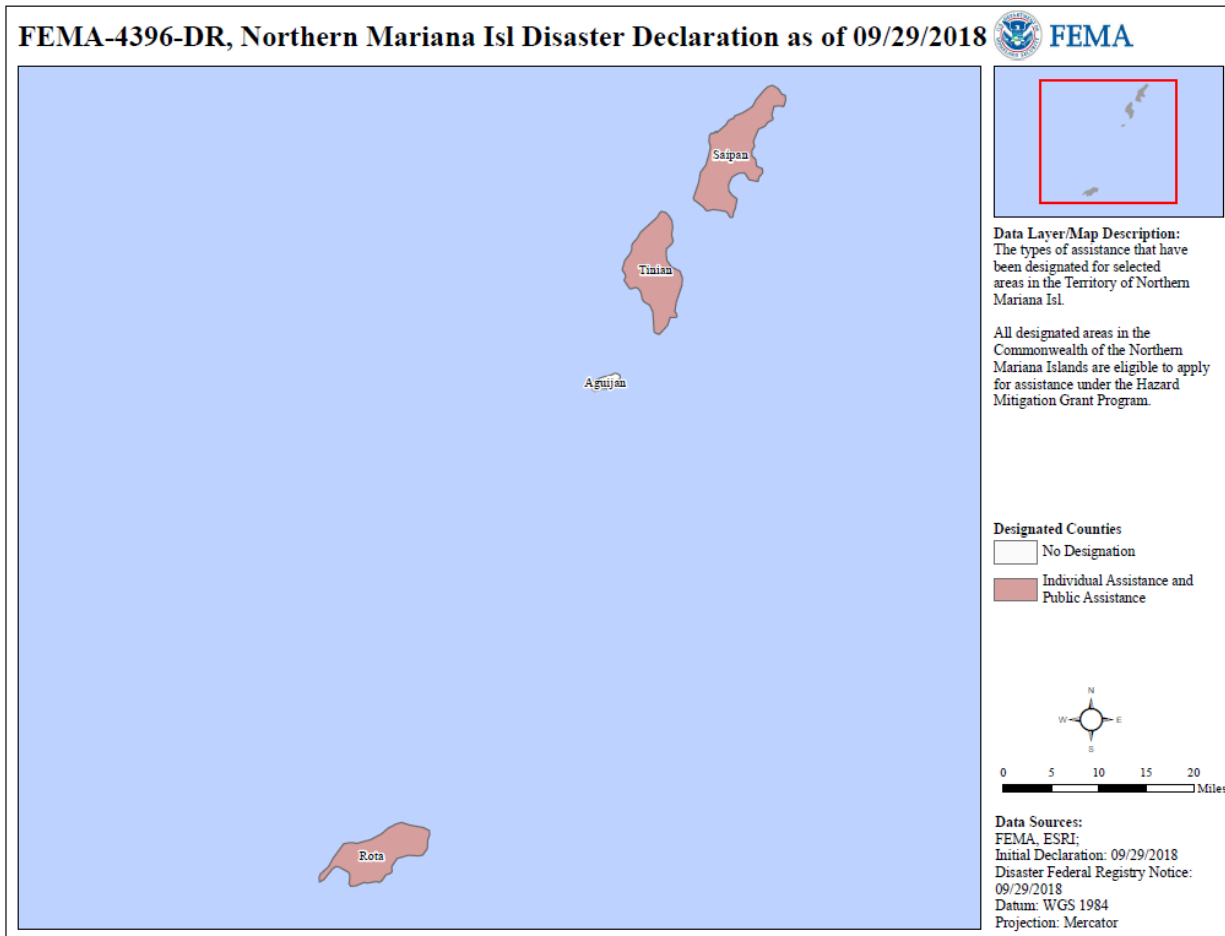 FEMA-4396-DR, Northern Mariana Isl Disaster Declaration as of 09/29/2018
FEMA
Saipan
Tinian
Aguijan
Rota
Data Layer/Map Description:
The types of assistance that have
been designated for selected
areas in the Territory of Northern
Mariana Isl.
All designated areas in the
Commonwealth of the Northern
Mariana Islands are eligible to apply
for assistance under the Hazard
Mitigation Grant Program.
Designated Counties
No Designation
Individual Assistance and
Public Assistance
N
W E
S
0 5 10 15 20
Miles
Data Sources:
FEMA, ESRI;
Initial Declaration: 09/29/2018
Disaster Federal Registry Notice:
09/29/2018
Datum: WGS 1984
Projection: Mercator